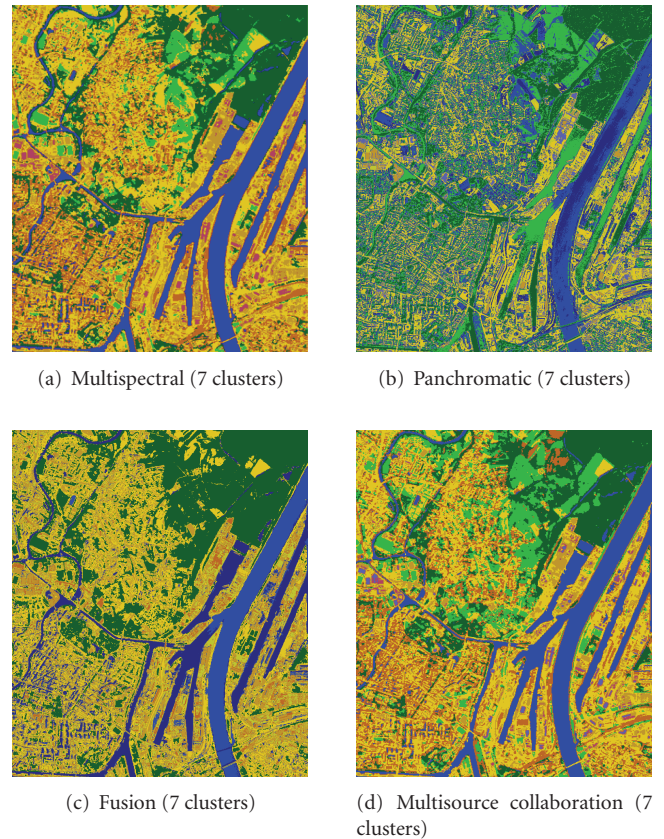 (a) Multispectral (7 clusters)
(b) Panchromatic (7 clusters)
(c) Fusion (7 clusters)
(d) Multisource collaboration (7
clusters)